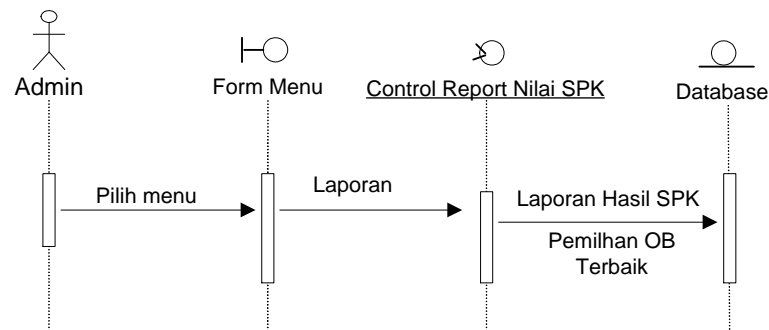 Admin
Form Menu
Control Report Nilai SPK
Database
Pilih menu
Laporan
Laporan Hasil SPK
Pemilhan OB
Terbaik